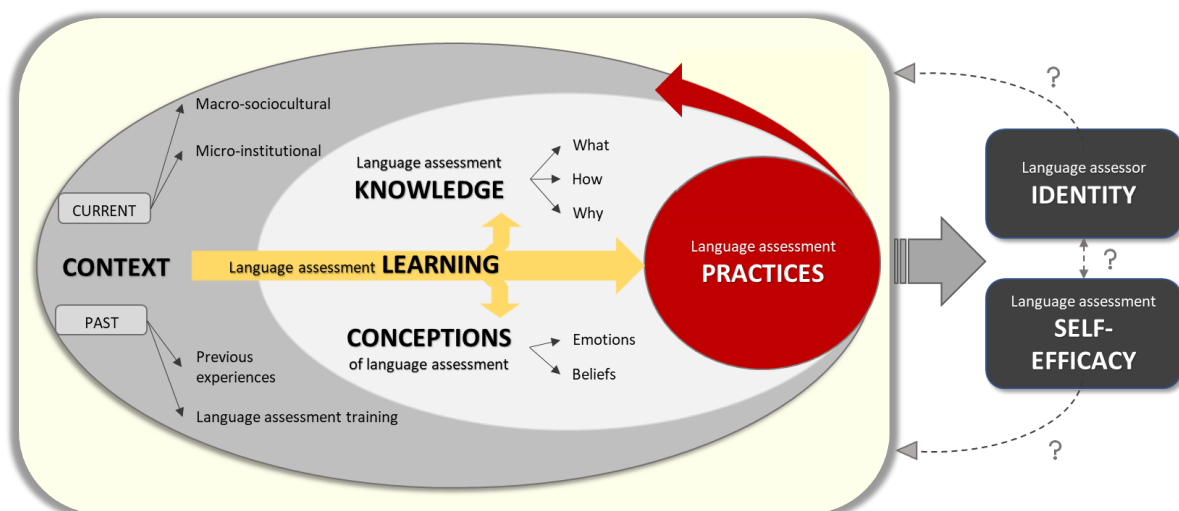 Macro-sociocultural
Micro-institutional
CURRENT
CONTEXT
PAST
Previous
experiences
Language assessment training
Language assessment
KNOWLEDGE
What
How
Why
Language assessment LEARNING
CONCEPTIONS
of language assessment
Emotions
Beliefs
Language assessment
PRACTICES
?
Language assessor
IDENTITY
?
Language assessment
SELF-
EFFICACY
?